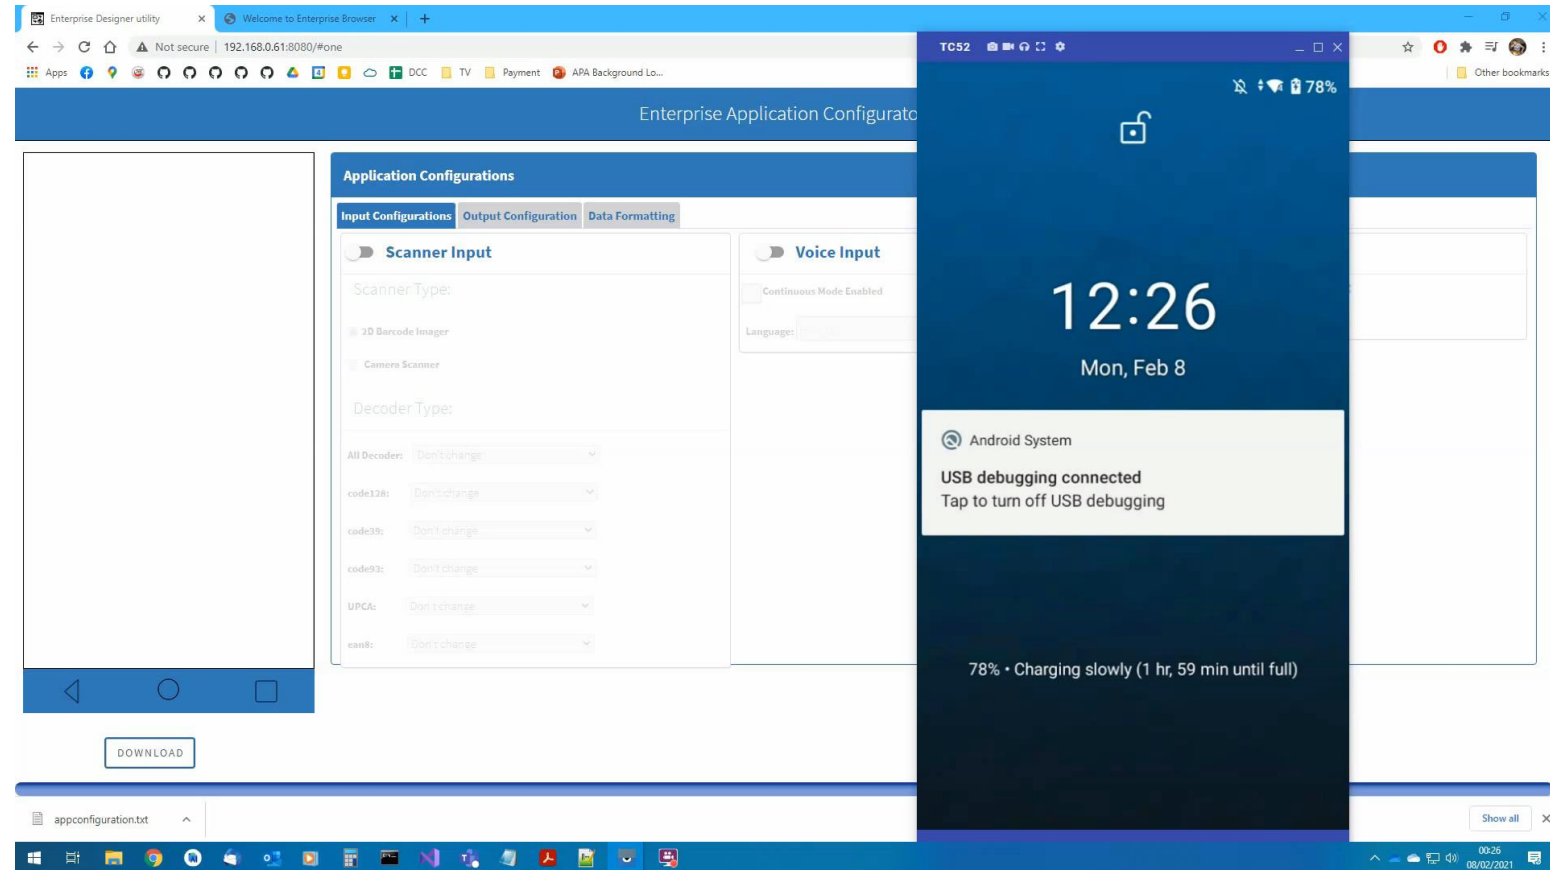 Enterprise Designer utility
Welcome to Enterprise Browser
Not secure
192.168.0.61:8080/#one
Apps
DCC
TV
Payment
APA Background Lo...
Other bookmarks
Enterprise Application Configurato
Application Configurations
Input Configurations
Output Configuration
Data Formatting
Scanner Input
Scanner Type:
2D Barcode Imager
Camera Scanner
Decoder Type:
All Decoder: Don't change
code128: Don't change
code39: Don't change
code93: Don't change
UPCA: Don't change
ean8: Don't change
Voice Input
Continuous Mode Enabled
Language:
TC52
78%
12:26
Mon, Feb 8
Android System
USB debugging connected
Tap to turn off USB debugging
78% • Charging slowly (1 hr, 59 min until full)
DOWNLOAD
appconfiguration.txt
Show all
00:26
08/02/2021